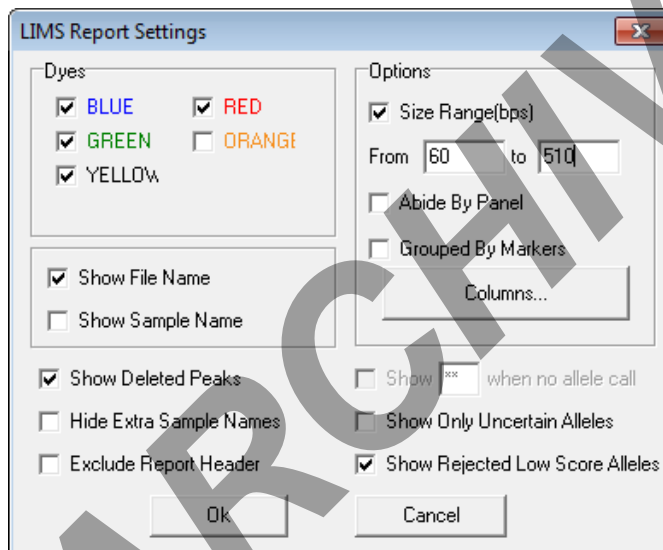 LIMS Report Settings
Dyes
BLUE RED
GREEN ORANGE
YELLOW
Show File Name
Show Sample Name
Show Deleted Peaks
Hide Extra Sample Names
Exclude Report Header
Ok
Options
Size Range(bps)
From 60 to 510
Abide By Panel
Grouped By Markers
Columns...
Show ** when no allele call
Show Only Uncertain Alleles
Show Rejected Low Score Alleles
Cancel
ARCHIV